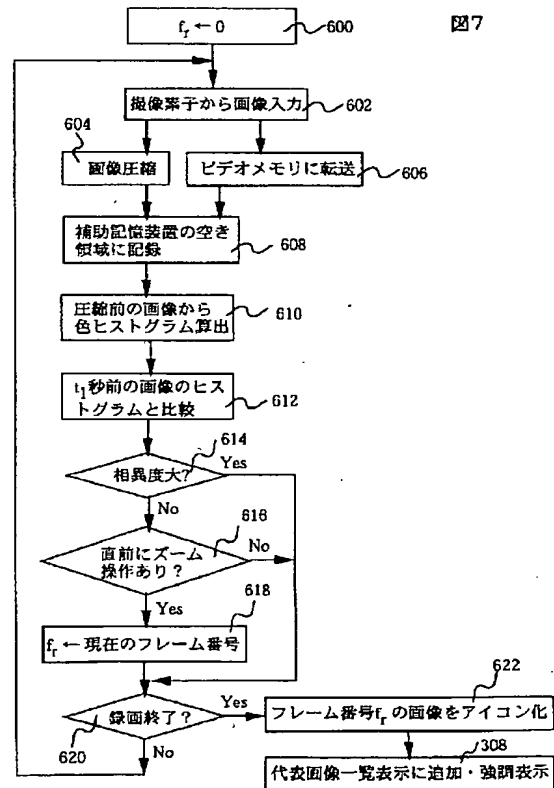 図7
fr ← 0
600
撮像素子から画像入力
602
604
画像圧縮
ビデオメモリに転送
606
補助記憶装置の空き
領域に記録
608
圧縮前の画像から
色ヒストグラム算出
610
t1秒前の画像のヒス
トグラムと比較
612
614
相異度大?
Yes
No
616
直前にズーム
操作あり?
No
Yes
618
fr ← 現在のフレーム番号
622
録画終了?
Yes
フレーム番号fr の画像をアイコン化
620
No
308
代表画像一覧表示に追加・強調表示